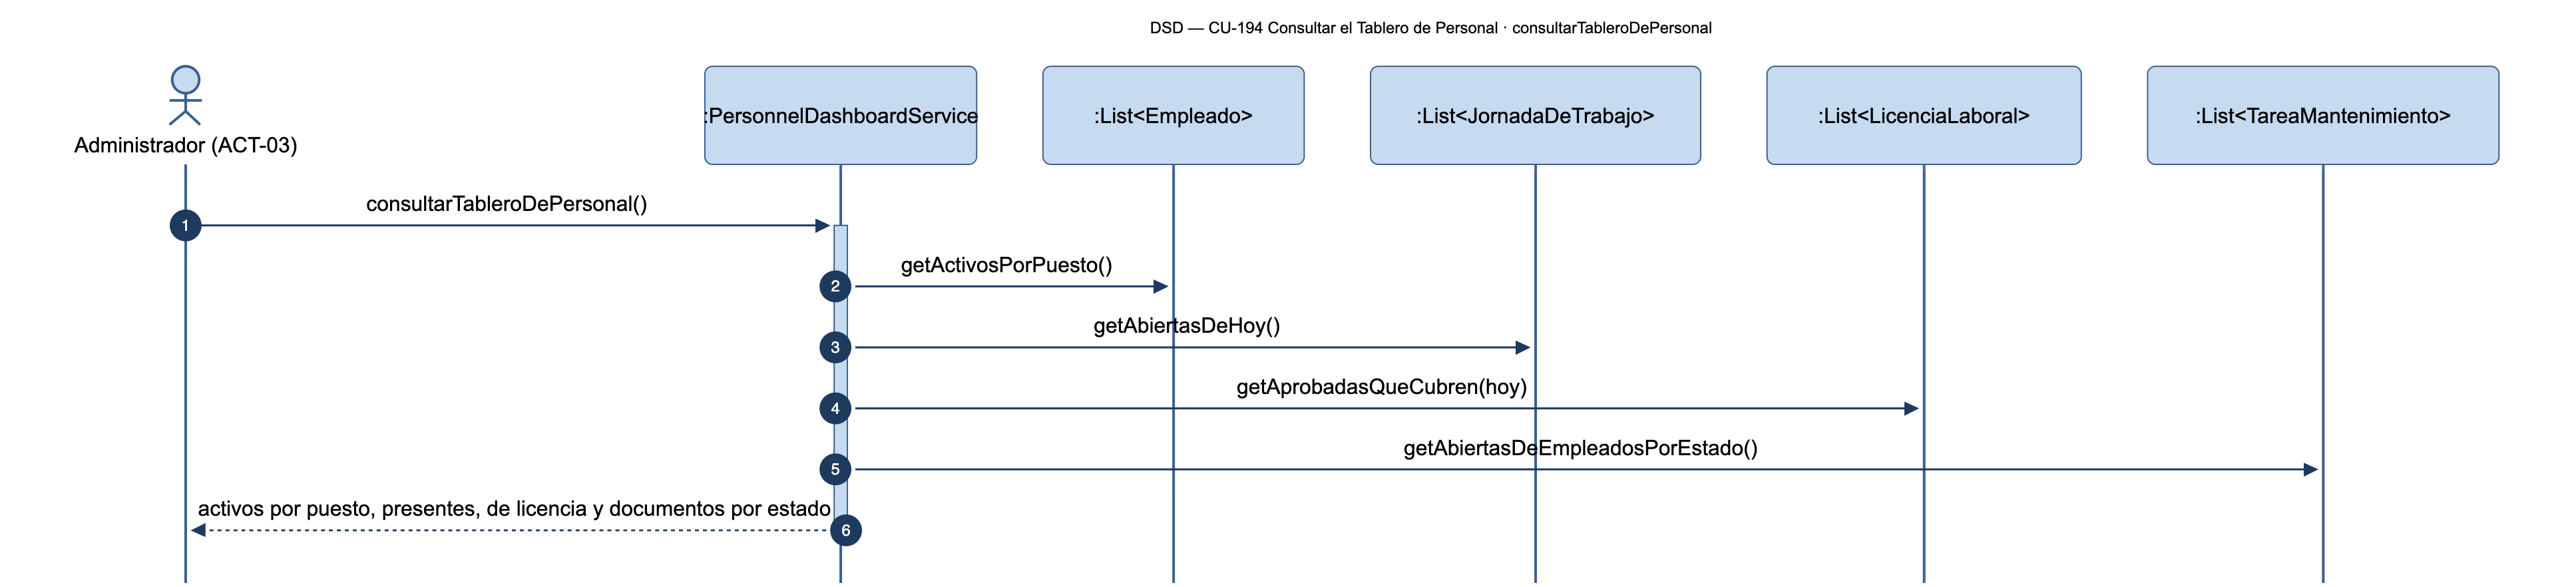 DSD — CU-194 Consultar el Tablero de Personal · consultarTableroDePersonal
Administrador (ACT-03)
:PersonnelDashboardService
:List<Empleado>
:List<JornadaDeTrabajo>
:List<LicenciaLaboral>
:List<TareaMantenimiento>
consultarTableroDePersonal()
1
getActivosPorPuesto()
2
getAbiertasDeHoy()
3
getAprobadasQueCubren(hoy)
4
getAbiertasDeEmpleadosPorEstado()
5
activos por puesto, presentes, de licencia y documentos por estado
6